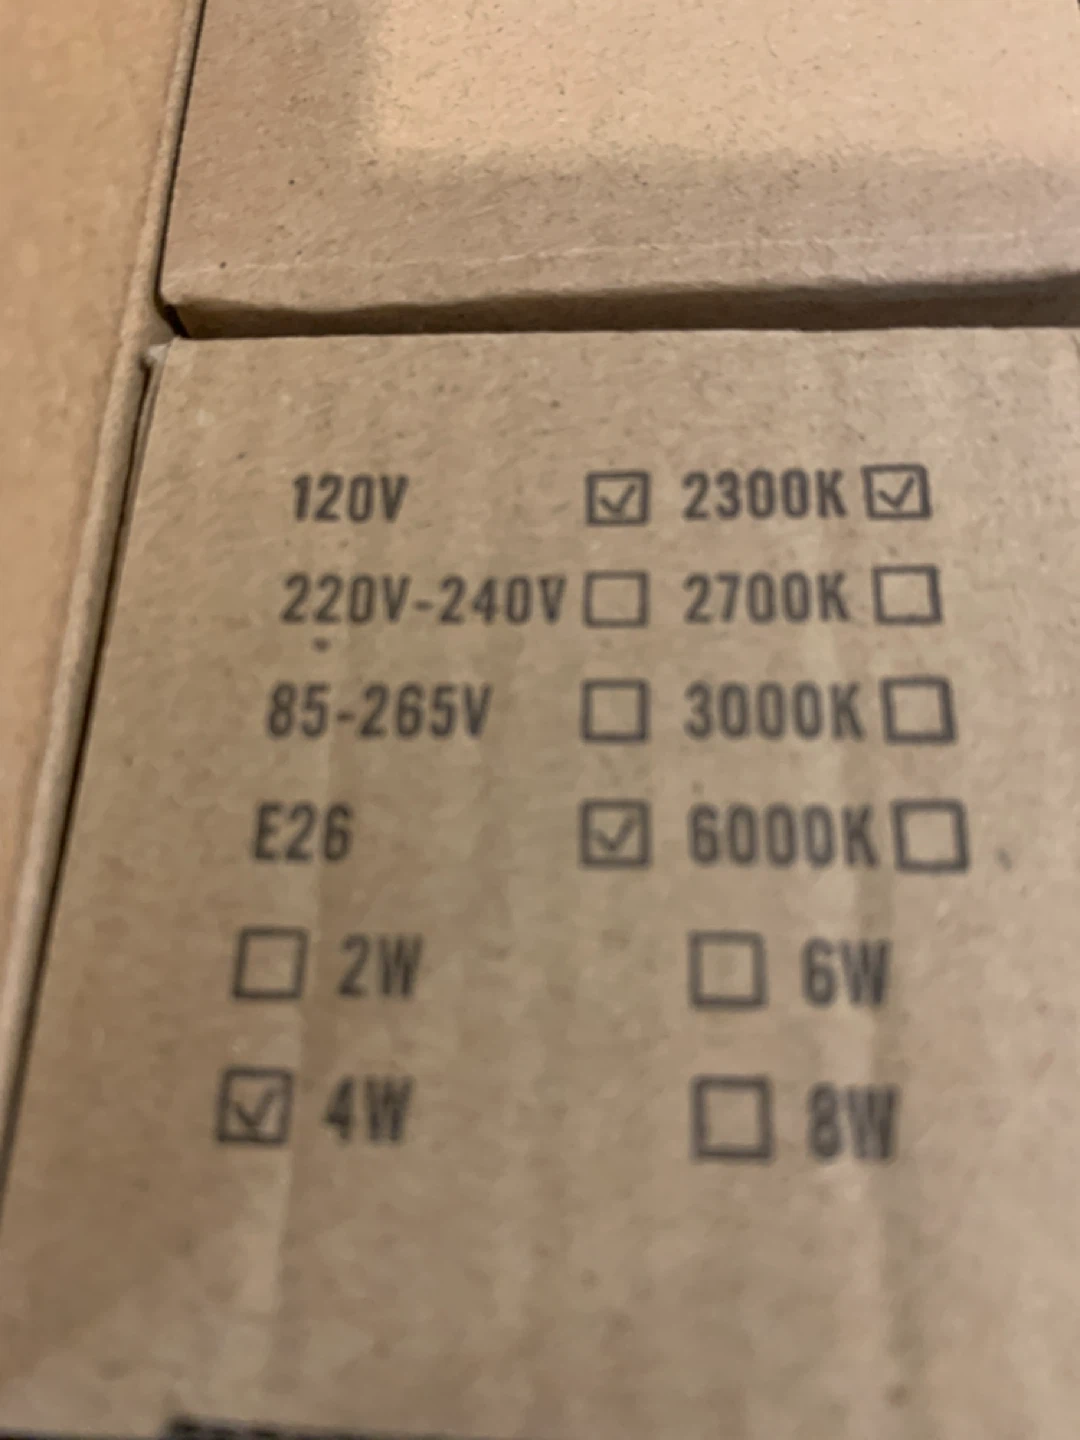 120V ☑ 2300K ☑
220V-240V ☐ 2700K ☐
85-265V ☐ 3000K ☐
E26 ☑ 6000K ☐
☐ 2W ☐ 6W
☑ 4W ☐ 8W